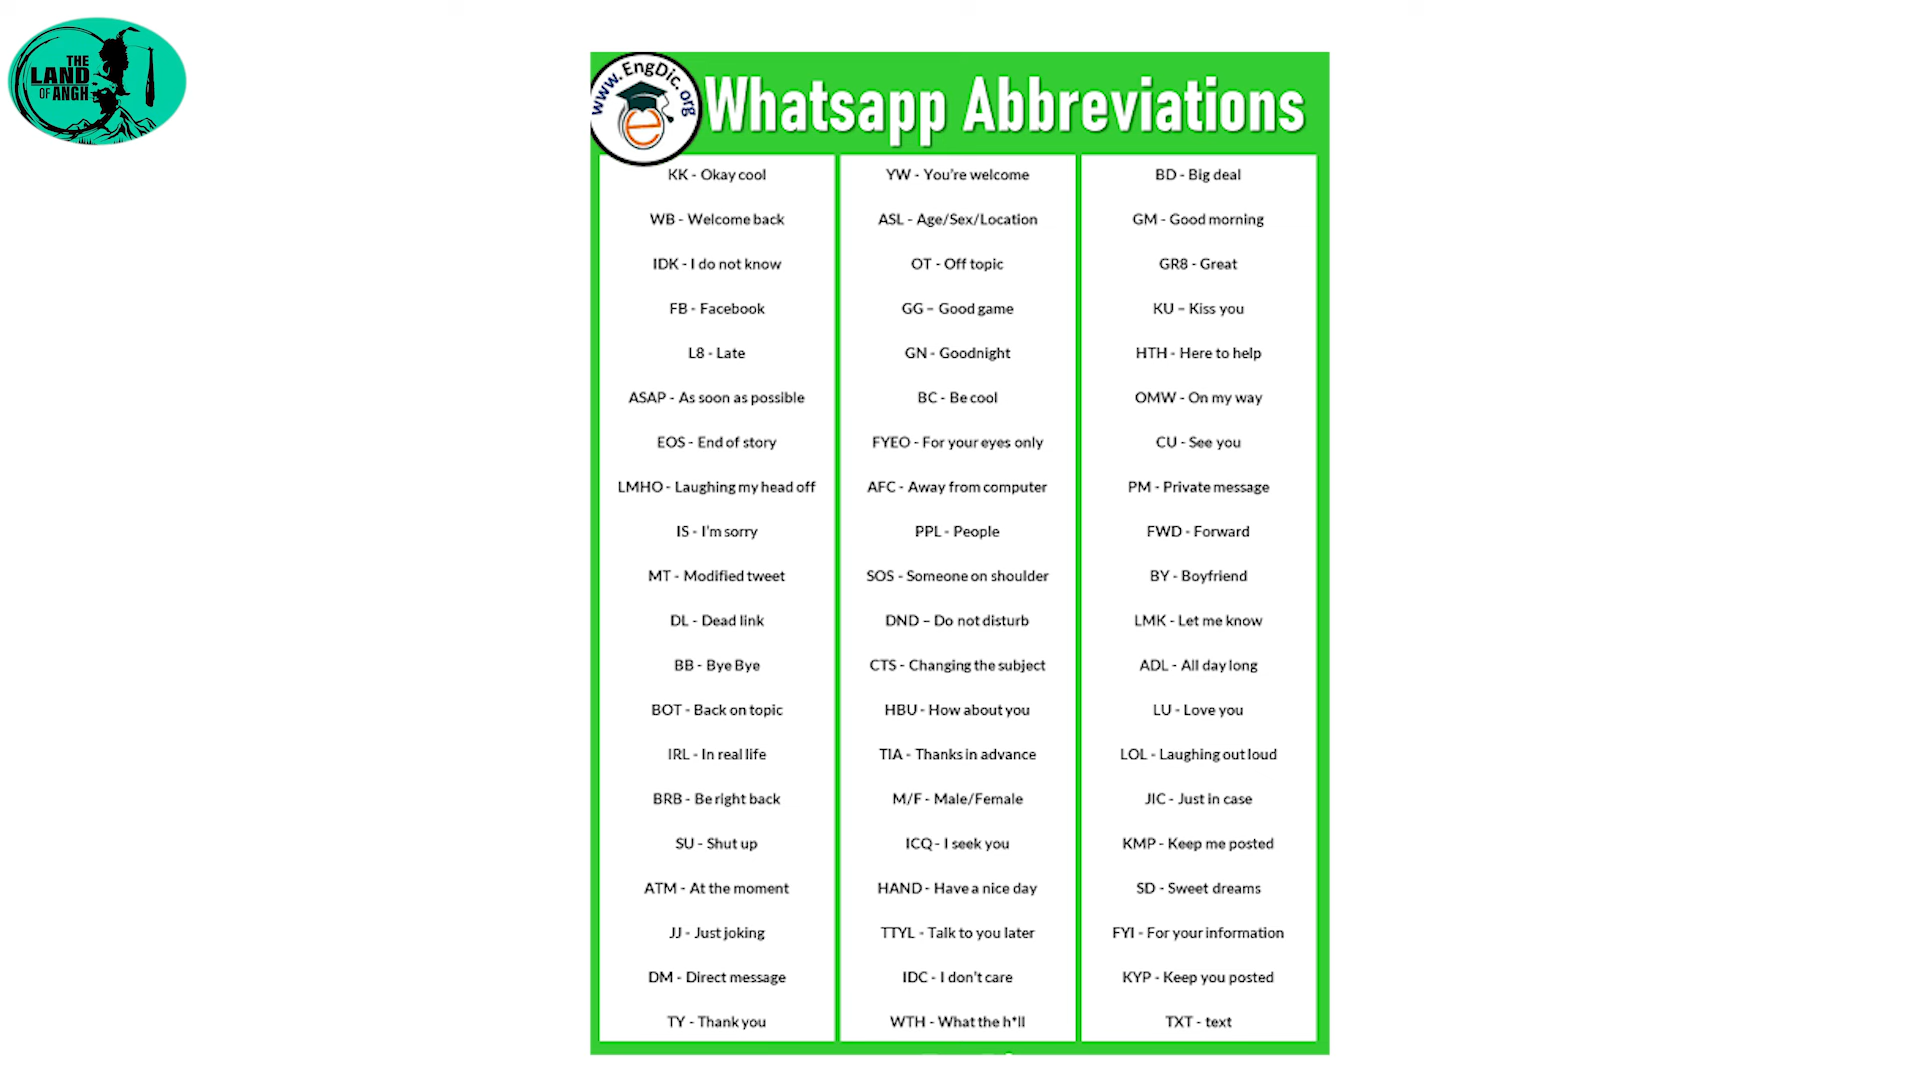 THE
LAND
OF ANGH
www.EngDic.org
Whatsapp Abbreviations
KK - Okay cool
WB - Welcome back
IDK - I do not know
FB - Facebook
L8 - Late
ASAP - As soon as possible
EOS - End of story
LMHO - Laughing my head off
IS - I'm sorry
MT - Modified tweet
DL - Dead link
BB - Bye Bye
BOT - Back on topic
IRL - In real life
BRB - Be right back
SU - Shut up
ATM - At the moment
JJ - Just joking
DM - Direct message
TY - Thank you
YW - You're welcome
ASL - Age/Sex/Location
OT - Off topic
GG – Good game
GN - Goodnight
BC - Be cool
FYEO - For your eyes only
AFC - Away from computer
PPL - People
SOS - Someone on shoulder
DND – Do not disturb
CTS - Changing the subject
HBU - How about you
TIA - Thanks in advance
M/F - Male/Female
ICQ - I seek you
HAND - Have a nice day
TTYL - Talk to you later
IDC - I don't care
WTH - What the h*ll
BD - Big deal
GM - Good morning
GR8 - Great
KU – Kiss you
HTH - Here to help
OMW - On my way
CU - See you
PM - Private message
FWD - Forward
BY - Boyfriend
LMK - Let me know
ADL - All day long
LU - Love you
LOL - Laughing out loud
JIC - Just in case
KMP - Keep me posted
SD - Sweet dreams
FYI - For your information
KYP - Keep you posted
TXT - text